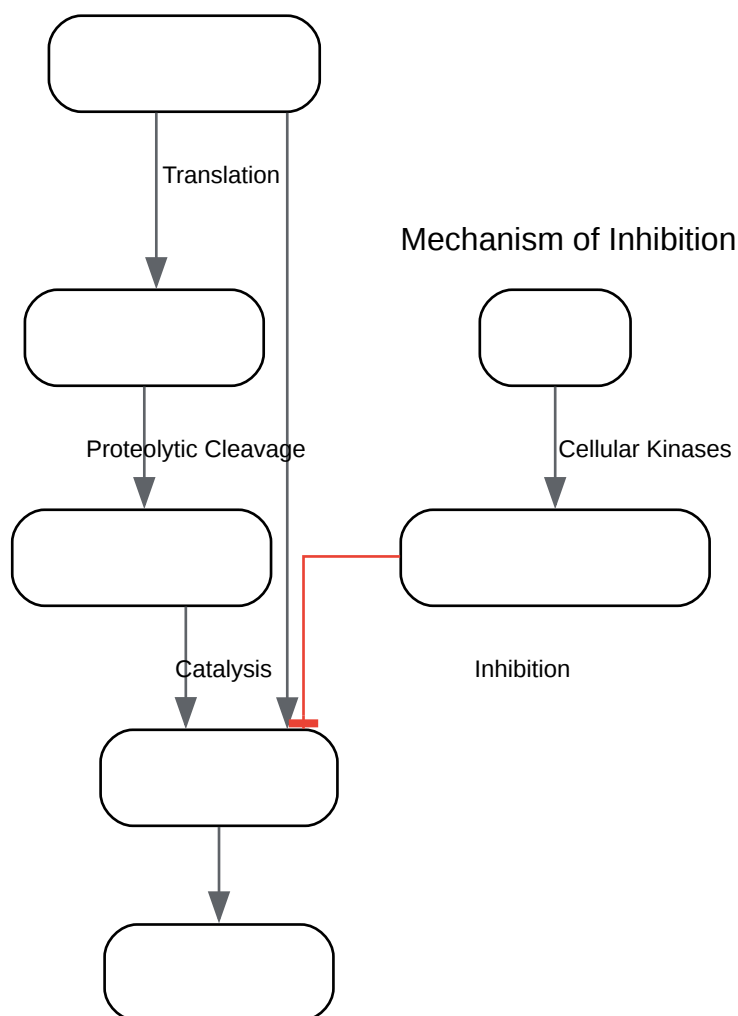 Translation
Mechanism of Inhibition
Proteolytic Cleavage
Cellular Kinases
Catalysis
Inhibition